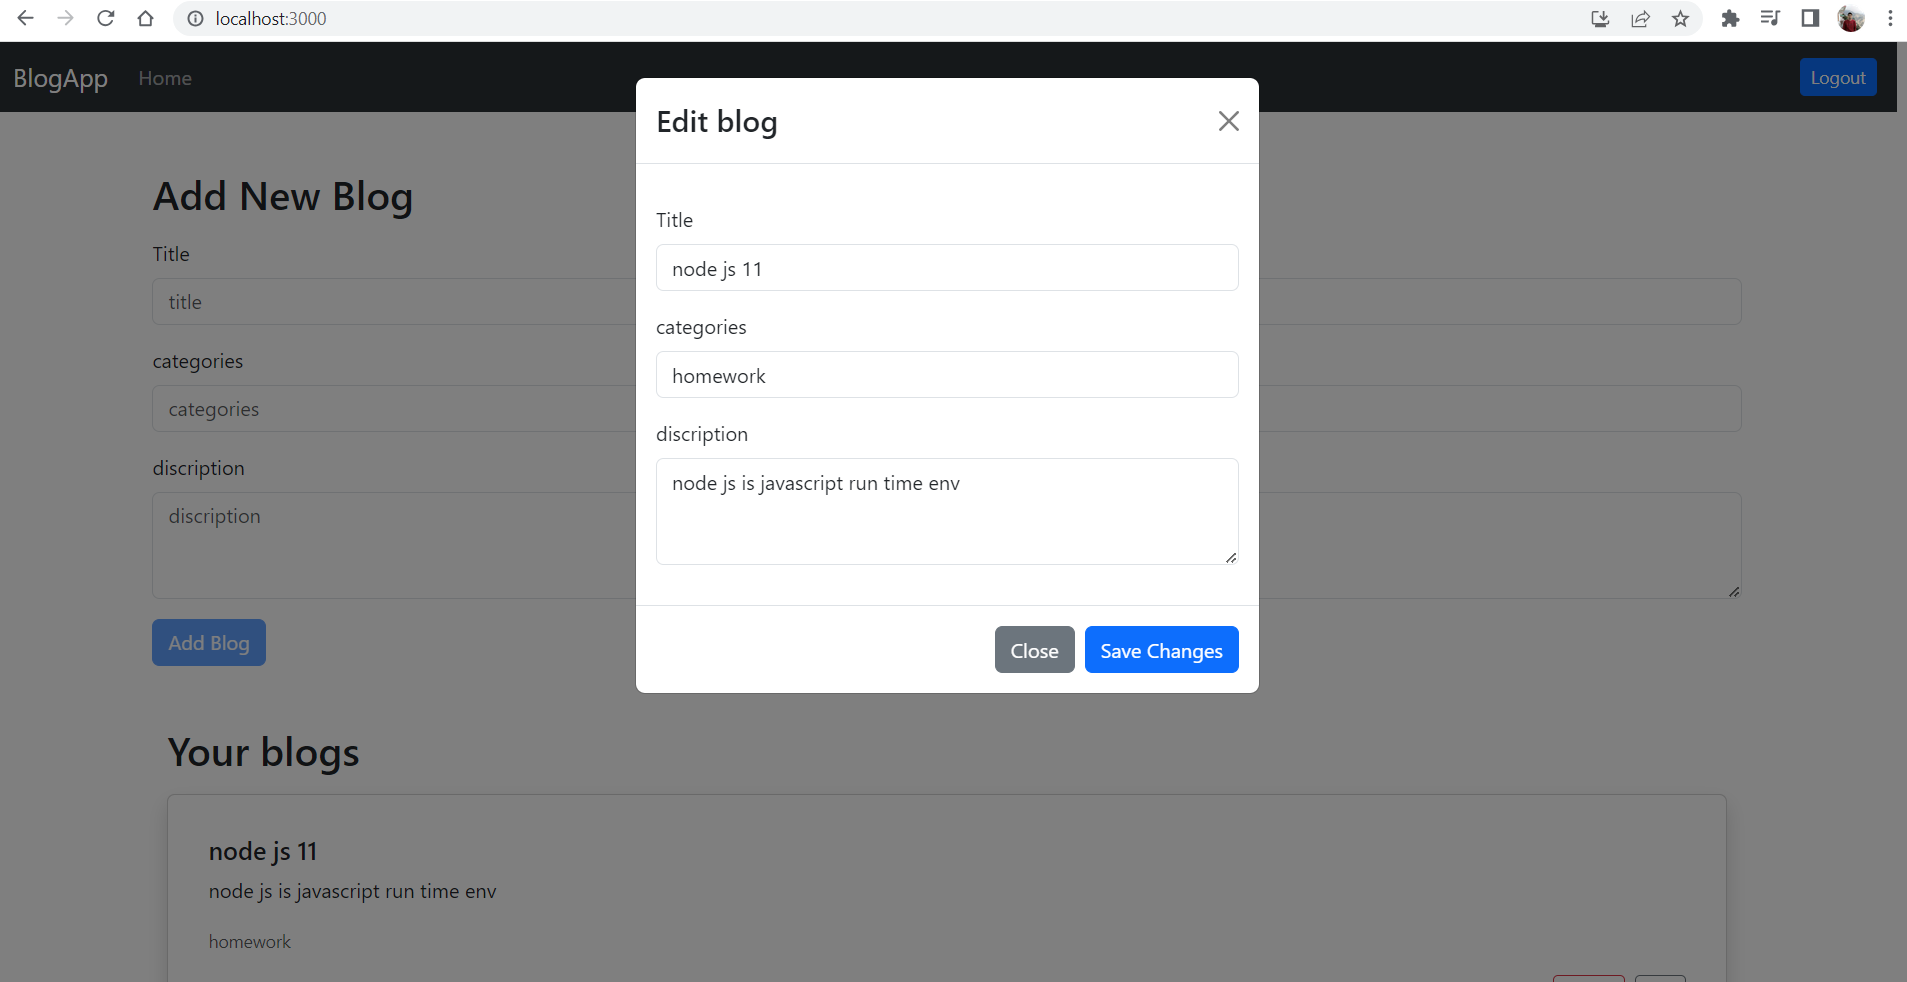 localhost:3000
BlogApp
Home
Logout
Edit blog
Title
node js 11
categories
homework
discription
node js is javascript run time env
Close
Save Changes
Add New Blog
Title
title
categories
categories
discription
discription
Add Blog
Your blogs
node js 11
node js is javascript run time env
homework